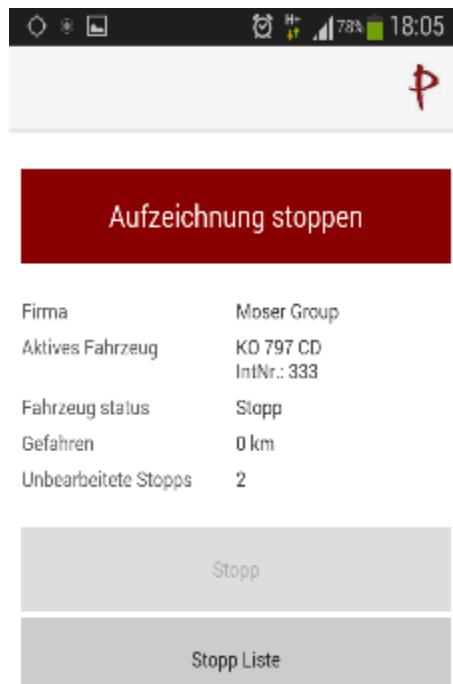 78% 18:05
Aufzeichnung stoppen
Firma Moser Group
Aktives Fahrzeug KO 797 CD
IntNr.: 333
Fahrzeug status Stopp
Gefahren 0 km
Unbearbeitete Stopps 2
Stopp
Stopp Liste